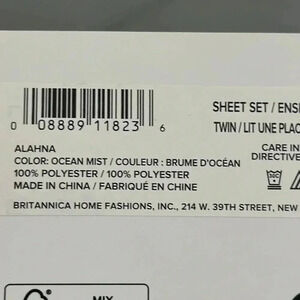 0 08889 11823 6
SHEET SET / ENSE
TWIN / LIT UNE PLAC
ALAHNA
COLOR: OCEAN MIST / COULEUR : BRUME D'OCÉAN
100% POLYESTER / 100% POLYESTER
MADE IN CHINA / FABRIQUÉ EN CHINE
CARE IN
DIRECTIVE
BRITANNICA HOME FASHIONS, INC., 214 W. 39TH STREET, NEW
MIX